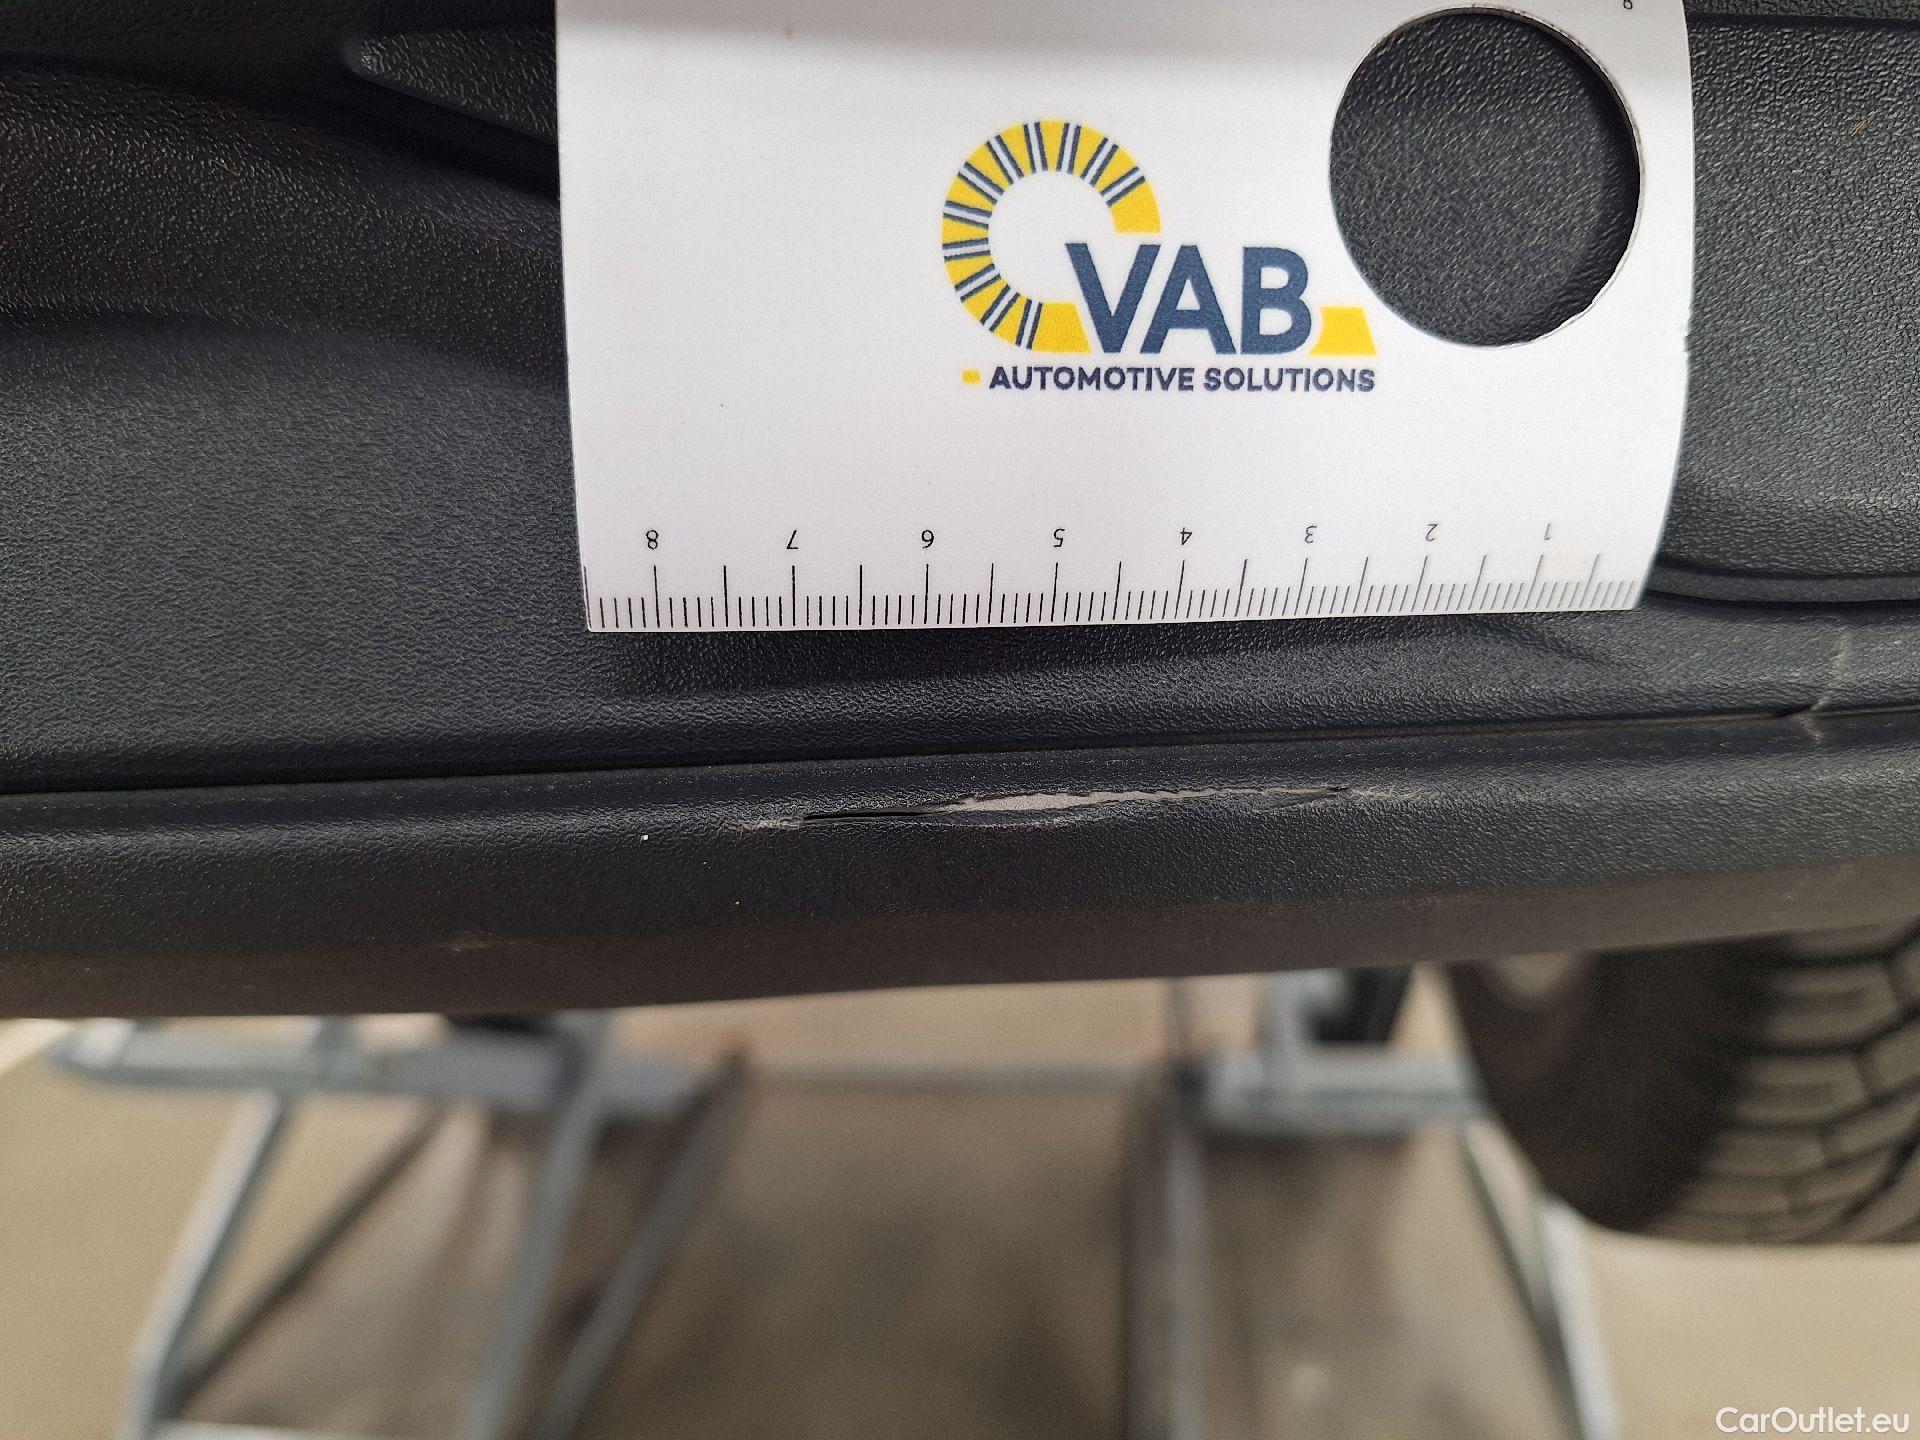 VAB
AUTOMOTIVE SOLUTIONS
8 7 6 5 4 3 2 1
CarOutlet.eu